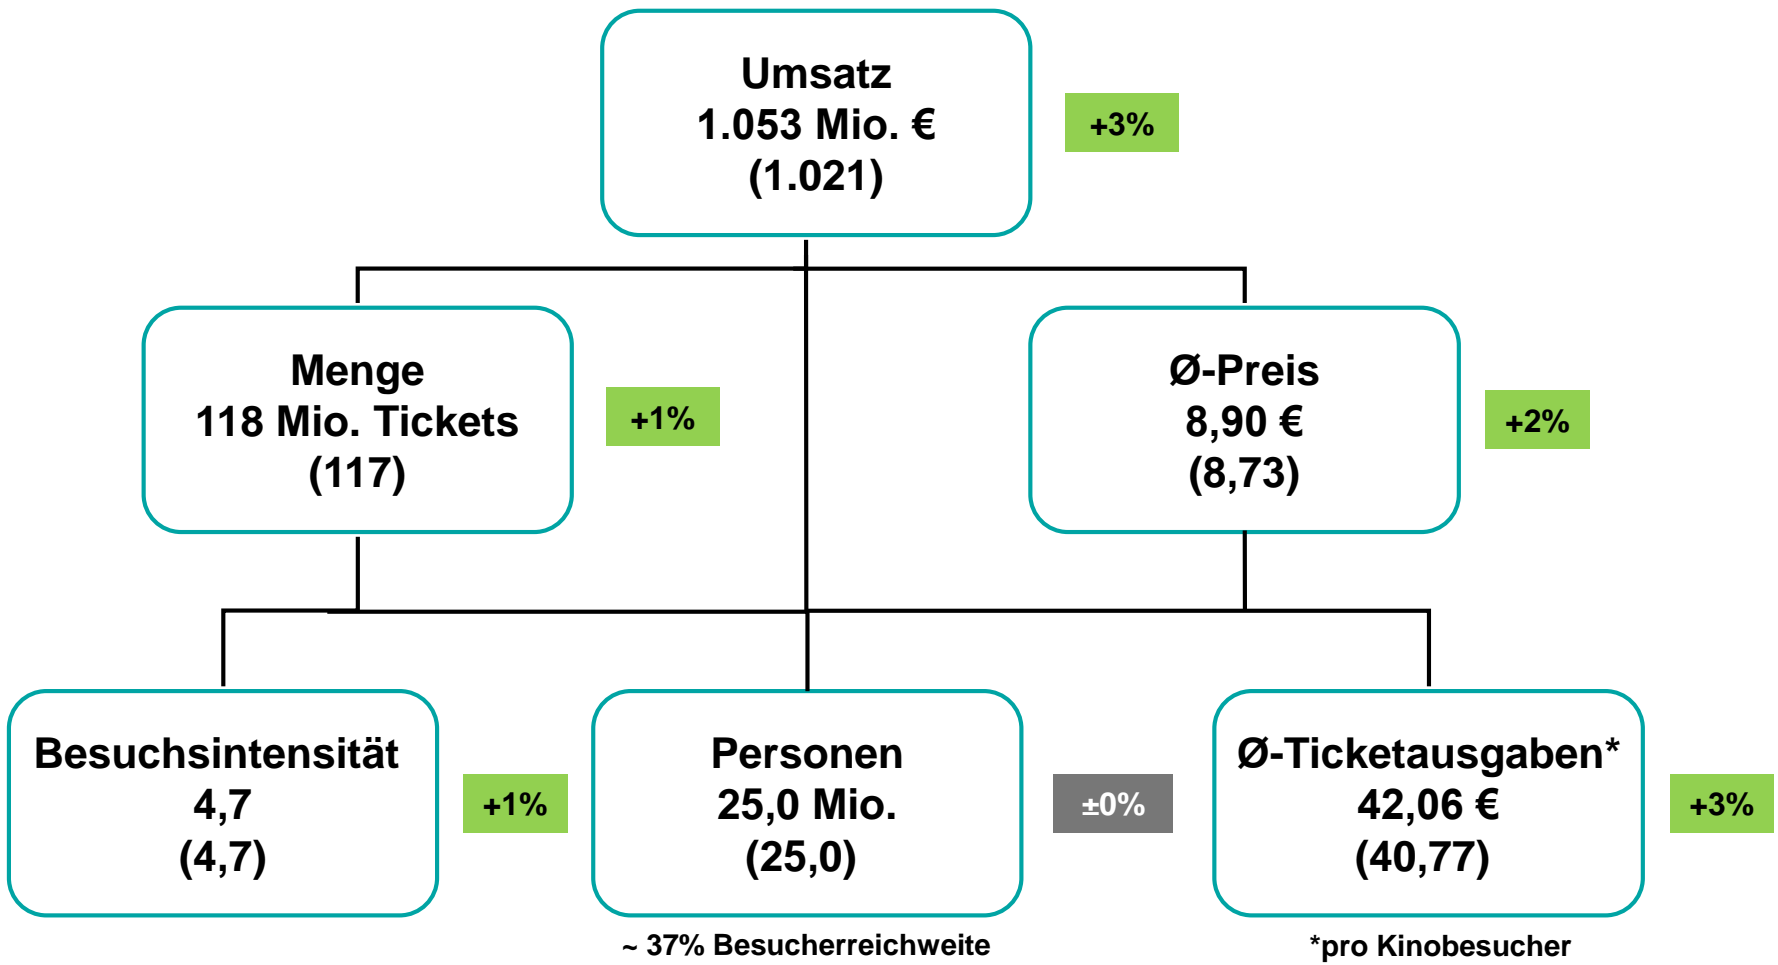 Umsatz
1.053 Mio. €
(1.021)
+3%
Menge
118 Mio. Tickets
(117)
+1%
Ø-Preis
8,90 €
(8,73)
+2%
Besuchsintensität
4,7
(4,7)
+1%
Personen
25,0 Mio.
(25,0)
±0%
Ø-Ticketausgaben*
42,06 €
(40,77)
+3%
~ 37% Besucherreichweite
*pro Kinobesucher